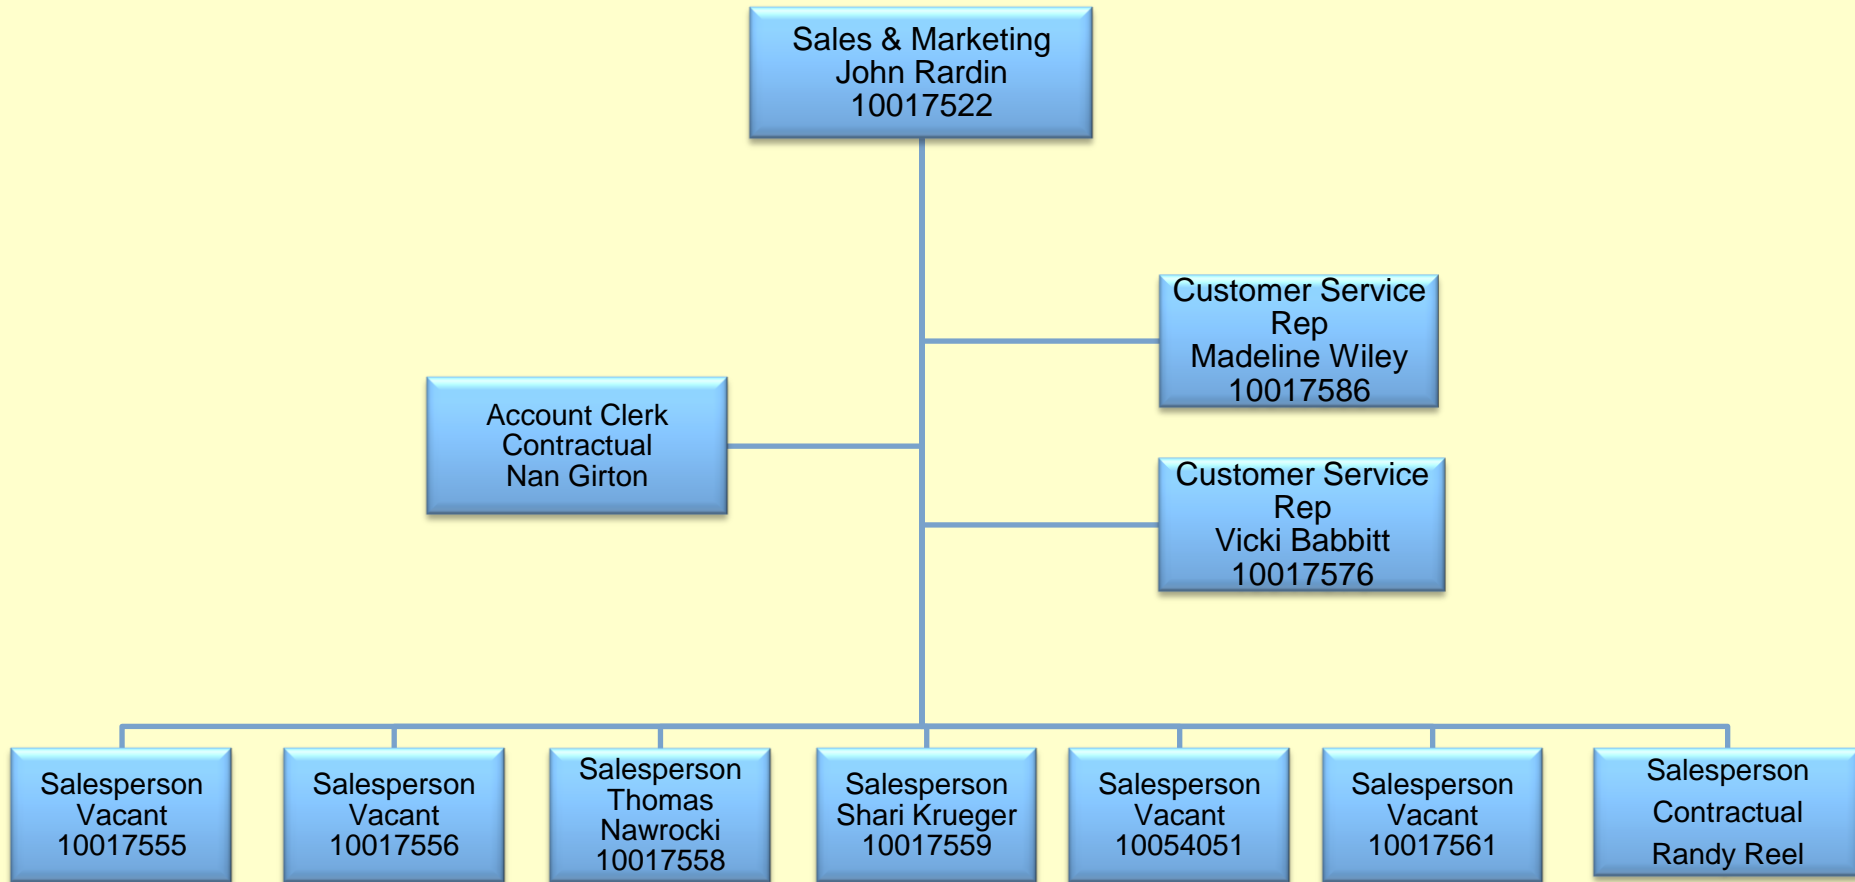 Sales & Marketing
John Rardin
10017522
Customer Service
Rep
Madeline Wiley
10017586
Account Clerk
Contractual
Nan Girton
Customer Service
Rep
Vicki Babbitt
10017576
Salesperson
Vacant
10017555
Salesperson
Vacant
10017556
Salesperson
Thomas
Nawrocki
10017558
Salesperson
Shari Krueger
10017559
Salesperson
Vacant
10054051
Salesperson
Vacant
10017561
Salesperson
Contractual
Randy Reel